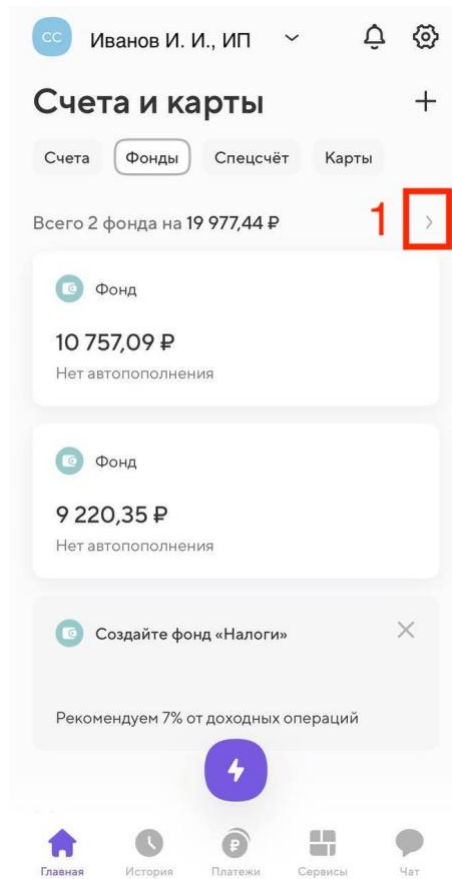 СС Иванов И. И., ИП
Счета и карты
Счета Фонды Спецсчёт Карты
Всего 2 фонда на 19 977,44 ₽ 1
Фонд
10 757,09 ₽
Нет автопополнения
Фонд
9 220,35 ₽
Нет автопополнения
Создайте фонд «Налоги»
Рекомендуем 7% от доходных операций
Главная История Платежи Сервисы Чат